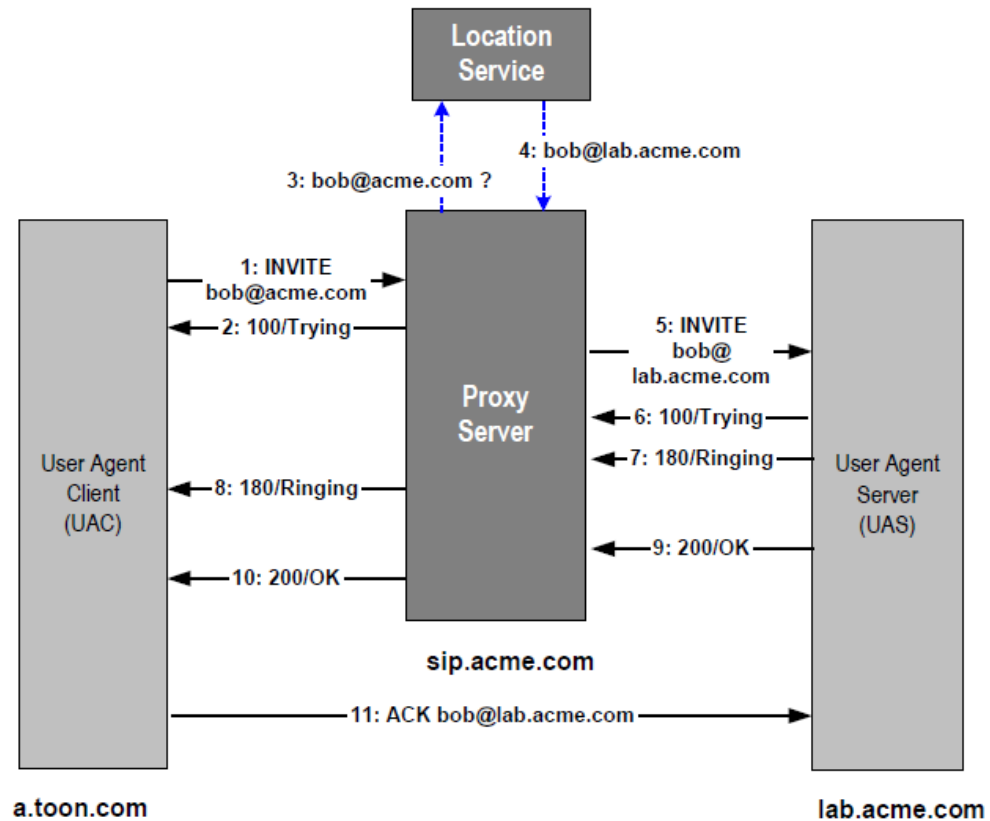 Location
Service
4: bob@lab.acme.com
3: bob@acme.com ?
1: INVITE
bob@acme.com
2: 100/Trying
5: INVITE
bob@
lab.acme.com
Proxy
Server
6: 100/Trying
7: 180/Ringing
User Agent
Client
(UAC)
8: 180/Ringing
User Agent
Server
(UAS)
9: 200/OK
10: 200/OK
sip.acme.com
11: ACK bob@lab.acme.com
a.toon.com
lab.acme.com